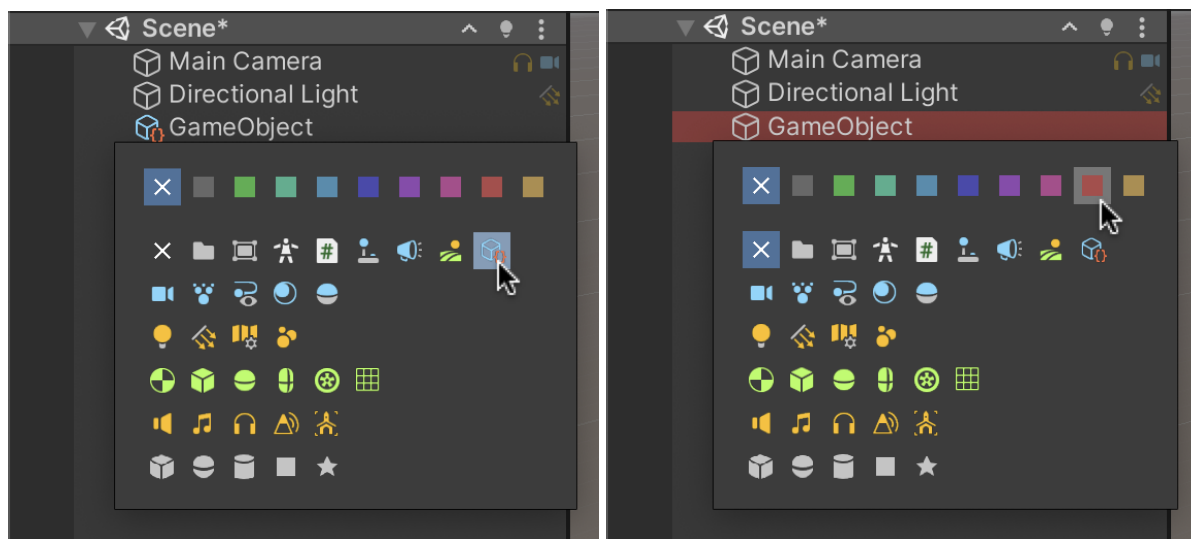 Scene*
Main Camera
Directional Light
GameObject
Scene*
Main Camera
Directional Light
GameObject